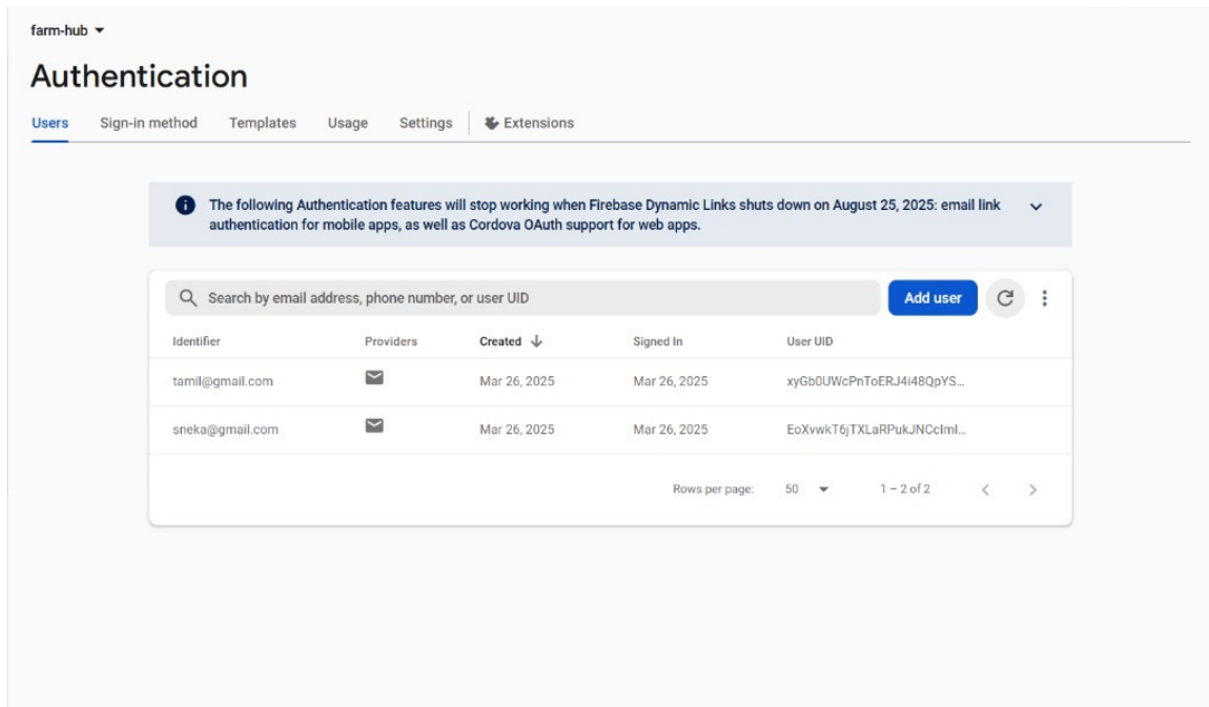 farm-hub
Authentication
Users Sign-in method Templates Usage Settings Extensions
The following Authentication features will stop working when Firebase Dynamic Links shuts down on August 25, 2025: email link
authentication for mobile apps, as well as Cordova OAuth support for web apps.
Search by email address, phone number, or user UID Add user
Identifier Providers Created Signed In User UID
tamil@gmail.com Mar 26, 2025 Mar 26, 2025 xyGb0UWcPnToERJ4i48QpYS...
sneka@gmail.com Mar 26, 2025 Mar 26, 2025 EoXvwkT6jTXLaRPukJNCcImI...
Rows per page: 50 1 – 2 of 2